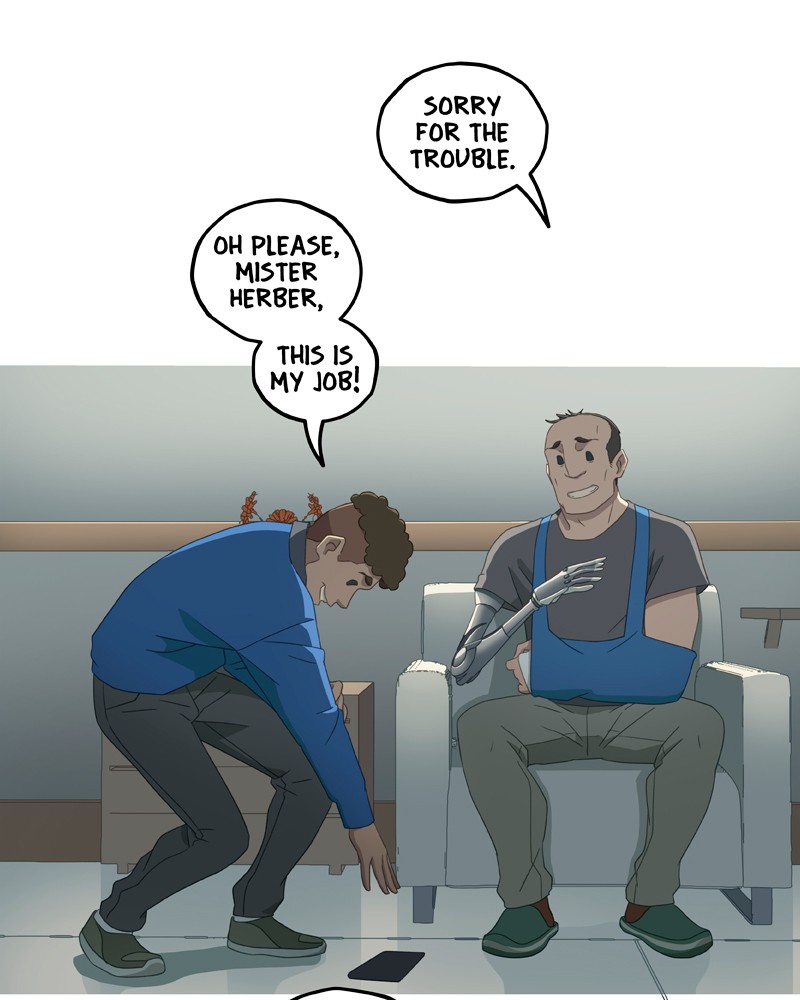 SORRY
FOR THE
TROUBLE.
OH PLEASE,
MISTER
HERBER,
THIS IS
MY JOB!